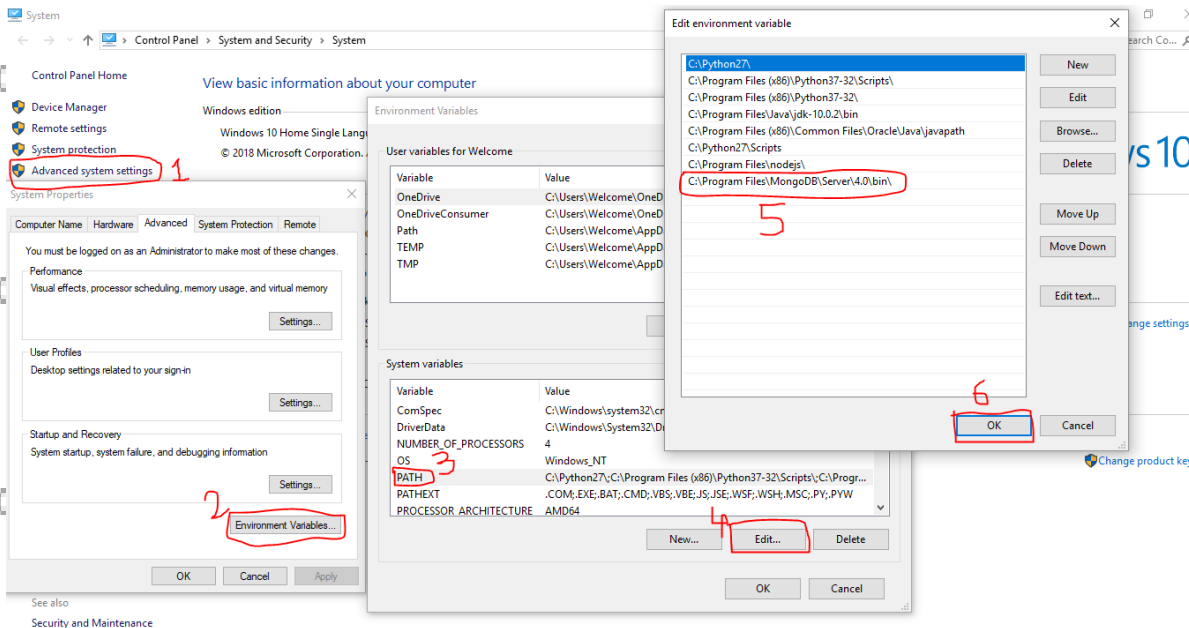 System
Control Panel > System and Security > System
earch Co...
Control Panel Home
Device Manager
Remote settings
System protection
Advanced system settings
1
View basic information about your computer
Windows edition
Windows 10 Home Single Langu
© 2018 Microsoft Corporation.
System Properties
Computer Name Hardware Advanced System Protection Remote
You must be logged on as an Administrator to make most of these changes.
Performance
Visual effects, processor scheduling, memory usage, and virtual memory
Settings...
User Profiles
Desktop settings related to your sign-in
Settings...
Startup and Recovery
System startup, system failure, and debugging information
Settings...
2
Environment Variables...
OK Cancel Apply
See also
Security and Maintenance
Environment Variables
User variables for Welcome
Variable Value
OneDrive C:\Users\Welcome\OneD
OneDriveConsumer C:\Users\Welcome\OneD
Path C:\Users\Welcome\AppD
TEMP C:\Users\Welcome\AppD
TMP C:\Users\Welcome\AppD
System variables
Variable Value
ComSpec C:\Windows\system32\cm
DriverData C:\Windows\System32\D
NUMBER_OF_PROCESSORS 4
OS Windows_NT
3
PATH C:\Python27\;C:\Program Files (x86)\Python37-32\Scripts\;C:\Progr...
PATHEXT .COM;.EXE;.BAT;.CMD;.VBS;.VBE;.JS;.JSE;.WSF;.WSH;.MSC;.PY;.PYW
PROCESSOR_ARCHITECTURE AMD64
4
New... Edit... Delete
OK Cancel
Edit environment variable
C:\Python27\
C:\Program Files (x86)\Python37-32\Scripts\
C:\Program Files (x86)\Python37-32\
C:\Program Files\Java\jdk-10.0.2\bin
C:\Program Files (x86)\Common Files\Oracle\Java\javapath
C:\Python27\Scripts
C:\Program Files\nodejs\
C:\Program Files\MongoDB\Server\4.0\bin\
5
New
Edit
Browse...
Delete
Move Up
Move Down
Edit text...
6
OK Cancel
s 10
ange settings
Change product key